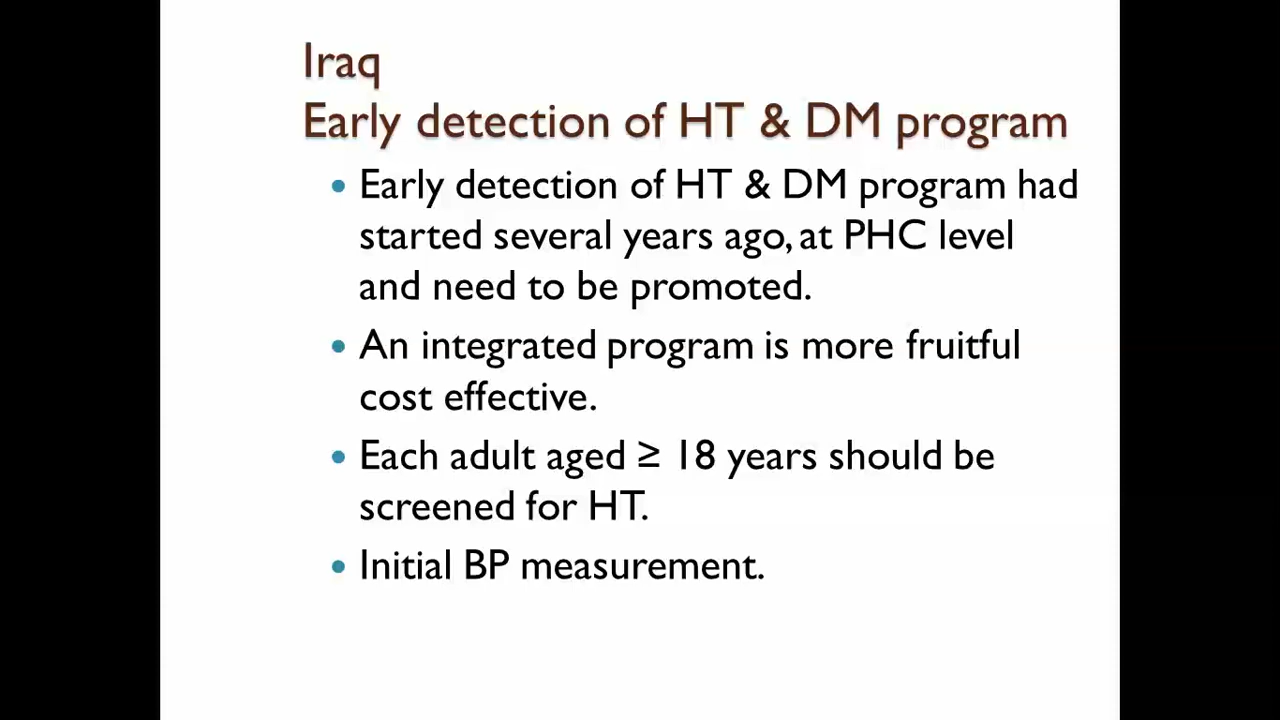 Iraq
Early detection of HT & DM program
• Early detection of HT & DM program had
started several years ago, at PHC level
and need to be promoted.
• An integrated program is more fruitful
cost effective.
• Each adult aged ≥ 18 years should be
screened for HT.
• Initial BP measurement.